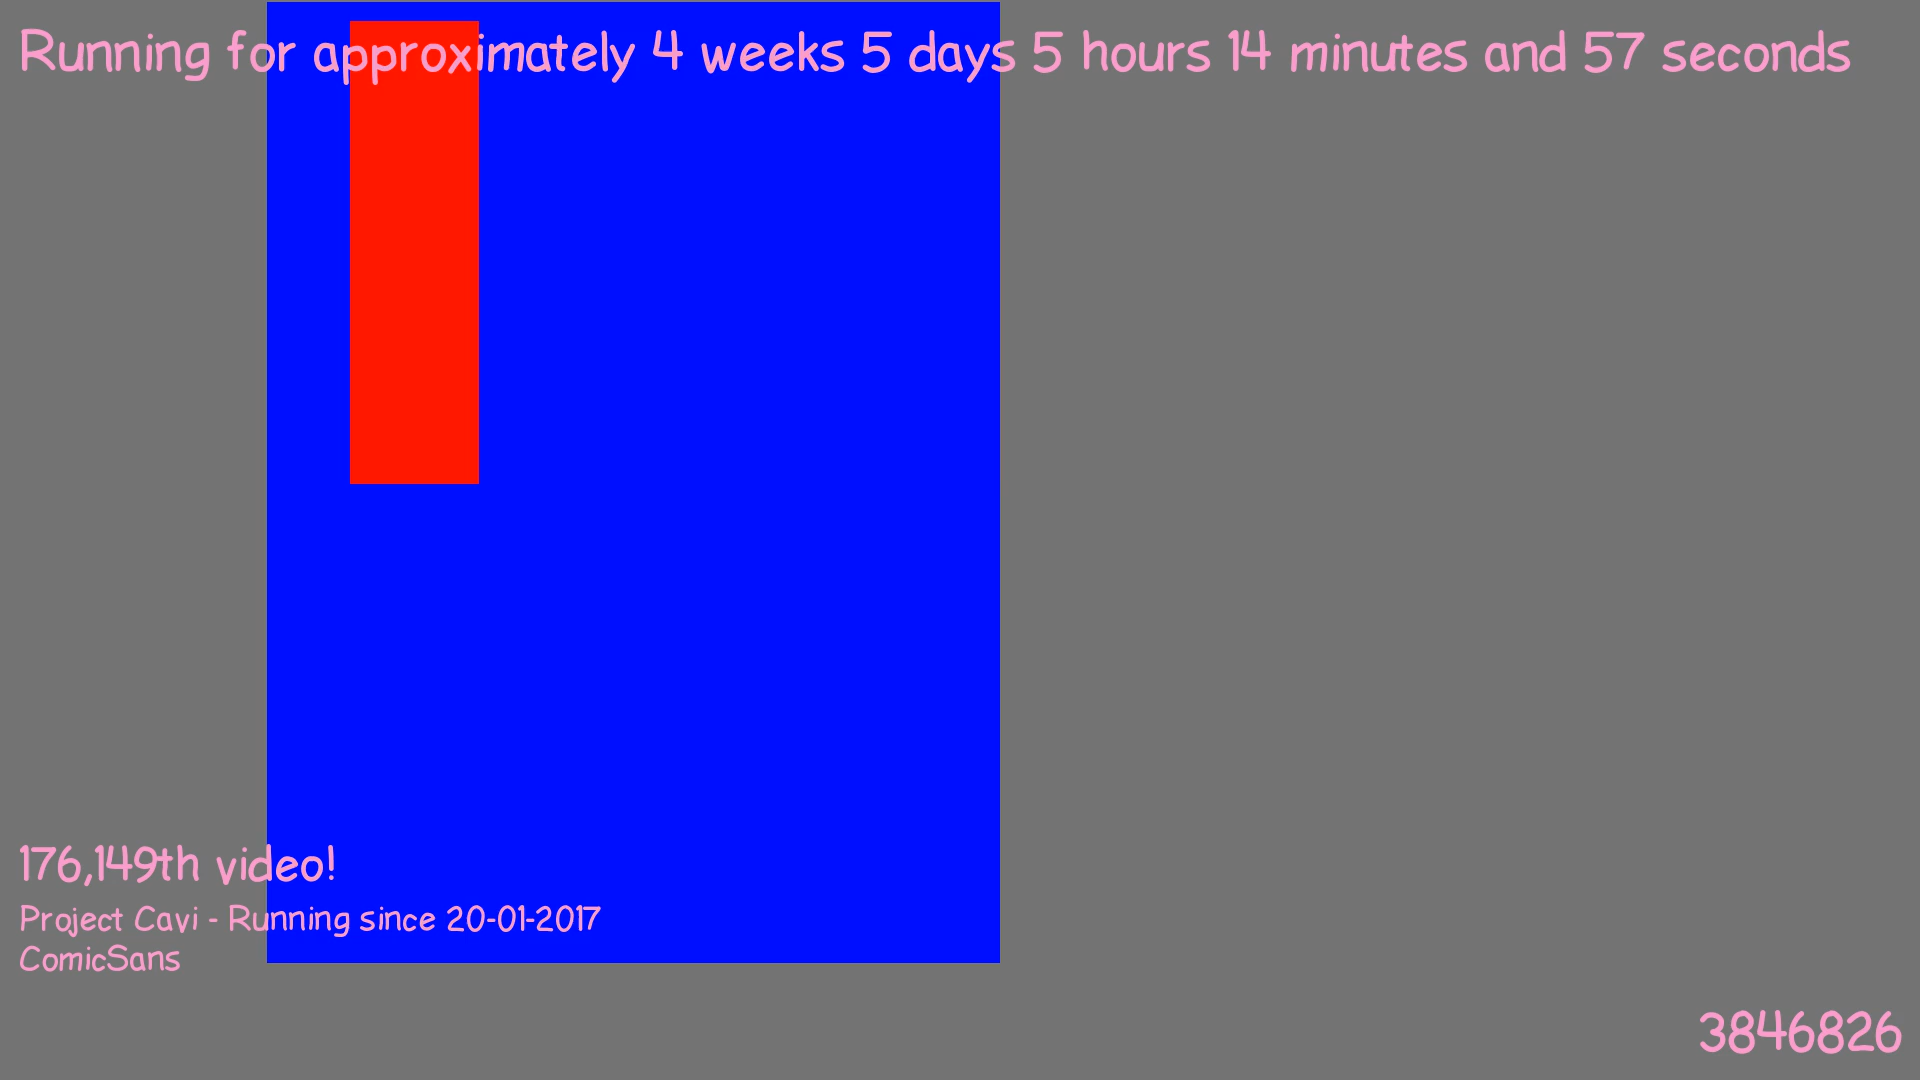 Running for approximately 4 weeks 5 days 5 hours 14 minutes and 57 seconds
176,149th video!
Project Cavi - Running since 20-01-2017
ComicSans
3846826